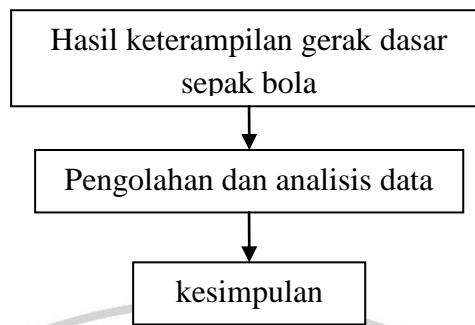 Hasil keterampilan gerak dasar
sepak bola
Pengolahan dan analisis data
kesimpulan